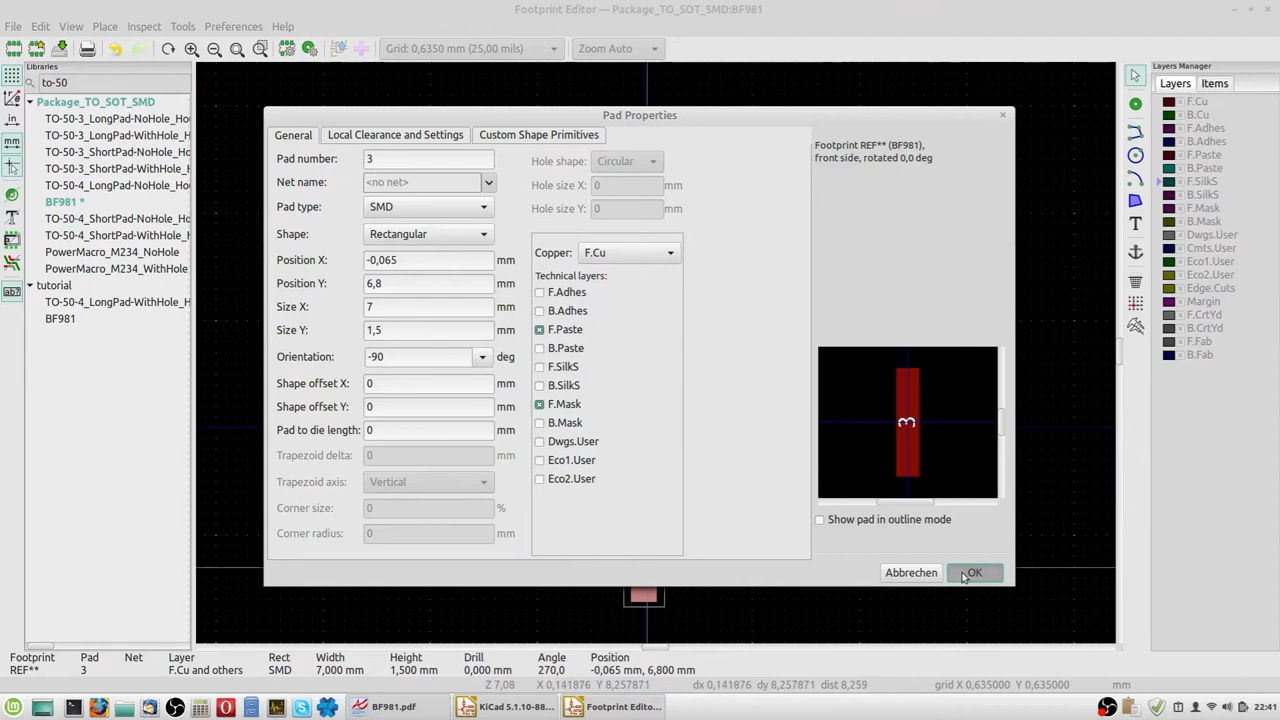 Footprint Editor — Package_TO_SOT_SMD:BF981
File Edit View Place Inspect Tools Preferences Help
Grid: 0,6350 mm (25,00 mils) Zoom Auto
Libraries
to-50
Package_TO_SOT_SMD
TO-50-3_LongPad-NoHole_Ho
TO-50-3_LongPad-WithHole_H
TO-50-3_ShortPad-NoHole_H
TO-50-3_ShortPad-WithHole_
TO-50-4_LongPad-NoHole_Ho
BF981 *
TO-50-4_ShortPad-NoHole_H
TO-50-4_ShortPad-WithHole_
PowerMacro_M234_NoHole
PowerMacro_M234_WithHole
tutorial
TO-50-4_LongPad-WithHole_H
BF981
Pad Properties
General Local Clearance and Settings Custom Shape Primitives
Pad number: 3
Net name: <no net>
Pad type: SMD
Shape: Rectangular
Position X: -0,065 mm
Position Y: 6,8 mm
Size X: 7 mm
Size Y: 1,5 mm
Orientation: -90 deg
Shape offset X: 0 mm
Shape offset Y: 0 mm
Pad to die length: 0 mm
Trapezoid delta: 0 mm
Trapezoid axis: Vertical
Corner size: 0 %
Corner radius: 0 mm
Hole shape: Circular
Hole size X: 0 mm
Hole size Y: 0 mm
Copper: F.Cu
Technical layers:
F.Adhes
B.Adhes
F.Paste
B.Paste
F.SilkS
B.SilkS
F.Mask
B.Mask
Dwgs.User
Eco1.User
Eco2.User
Footprint REF** (BF981),
front side, rotated 0,0 deg
3
Show pad in outline mode
Abbrechen OK
Layers Manager
Layers Items
F.Cu
B.Cu
F.Adhes
B.Adhes
F.Paste
B.Paste
F.SilkS
B.SilkS
F.Mask
B.Mask
Dwgs.User
Cmts.User
Eco1.User
Eco2.User
Edge.Cuts
Margin
F.CrtYd
B.CrtYd
F.Fab
B.Fab
Footprint Pad Net Layer Rect Width Height Drill Angle Position
REF** 3 F.Cu and others SMD 7,000 mm 1,500 mm 0,000 mm 270,0 -0,065 mm, 6,800 mm
Z 7,08 X 0,141876 Y 8,257871 dx 0,141876 dy 8,257871 dist 8,259 grid X 0,635000 Y 0,635000 mm
BF981.pdf KiCad 5.1.10-88... Footprint Edito... 22:41